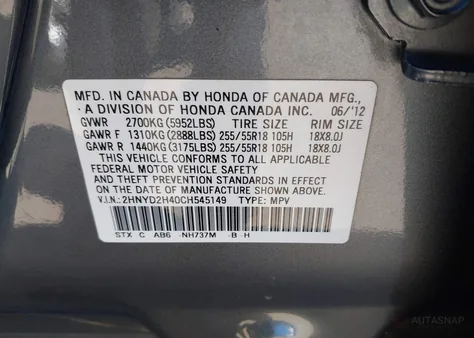 MFD. IN CANADA BY HONDA OF CANADA MFG.,
A DIVISION OF HONDA CANADA INC. 06/'12
GVWR 2700KG (5952LBS) TIRE SIZE RIM SIZE
GAWR F 1310KG (2888LBS) 255/55R18 105H 18X8.0J
GAWR R 1440KG (3175LBS) 255/55R18 105H 18X8.0J
THIS VEHICLE CONFORMS TO ALL APPLICABLE
FEDERAL MOTOR VEHICLE SAFETY
AND THEFT PREVENTION STANDARDS IN EFFECT
ON THE DATE OF MANUFACTURE SHOWN ABOVE.
V.I.N.: 2HNYD2H40CH545149 TYPE: MPV
STX C AB6 -NH737M -B -H
AUTASNAP